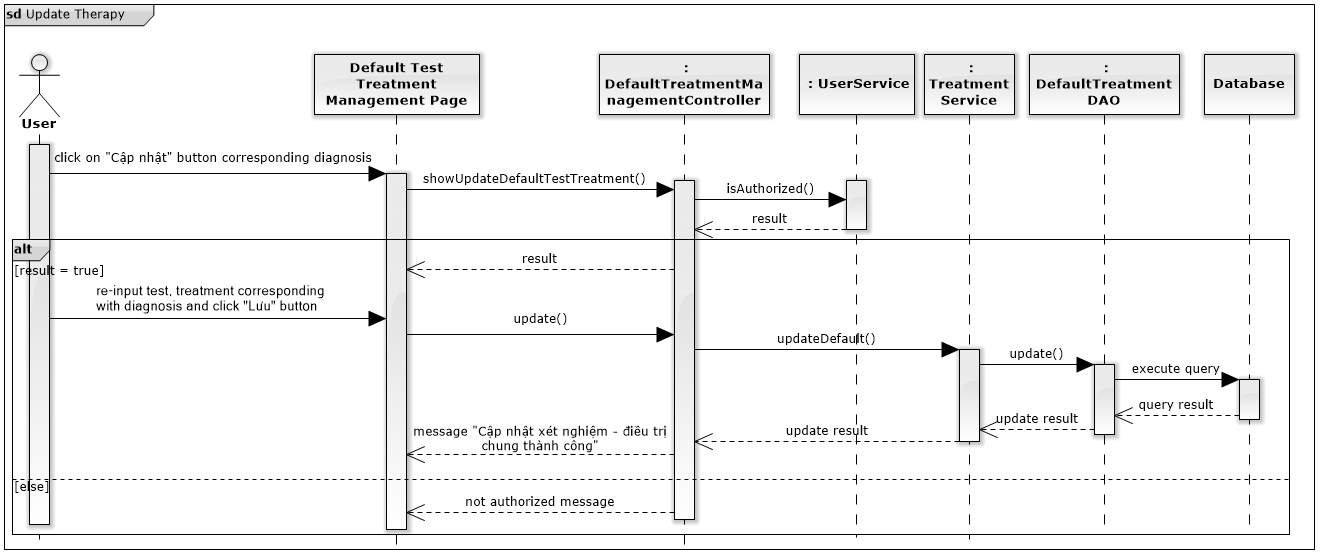 sd Update Therapy
User
Default Test
Treatment
Management Page
:
DefaultTreatmentMa
nagementController
: UserService
:
Treatment
Service
:
DefaultTreatment
DAO
Database
click on "Cập nhật" button corresponding diagnosis
showUpdateDefaultTestTreatment()
isAuthorized()
result
alt
[result = true]
result
re-input test, treatment corresponding
with diagnosis and click "Lưu" button
update()
updateDefault()
update()
execute query
query result
update result
update result
message "Cập nhật xét nghiệm - điều trị
chung thành công"
[else]
not authorized message